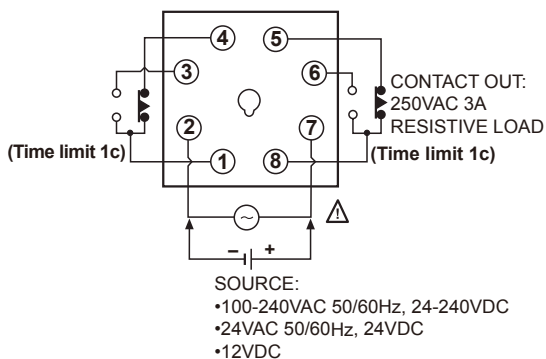 4 5
3 6
CONTACT OUT:
250VAC 3A
RESISTIVE LOAD
2 7
(Time limit 1c) 1 8 (Time limit 1c)
~
− +
SOURCE:
•100-240VAC 50/60Hz, 24-240VDC
•24VAC 50/60Hz, 24VDC
•12VDC